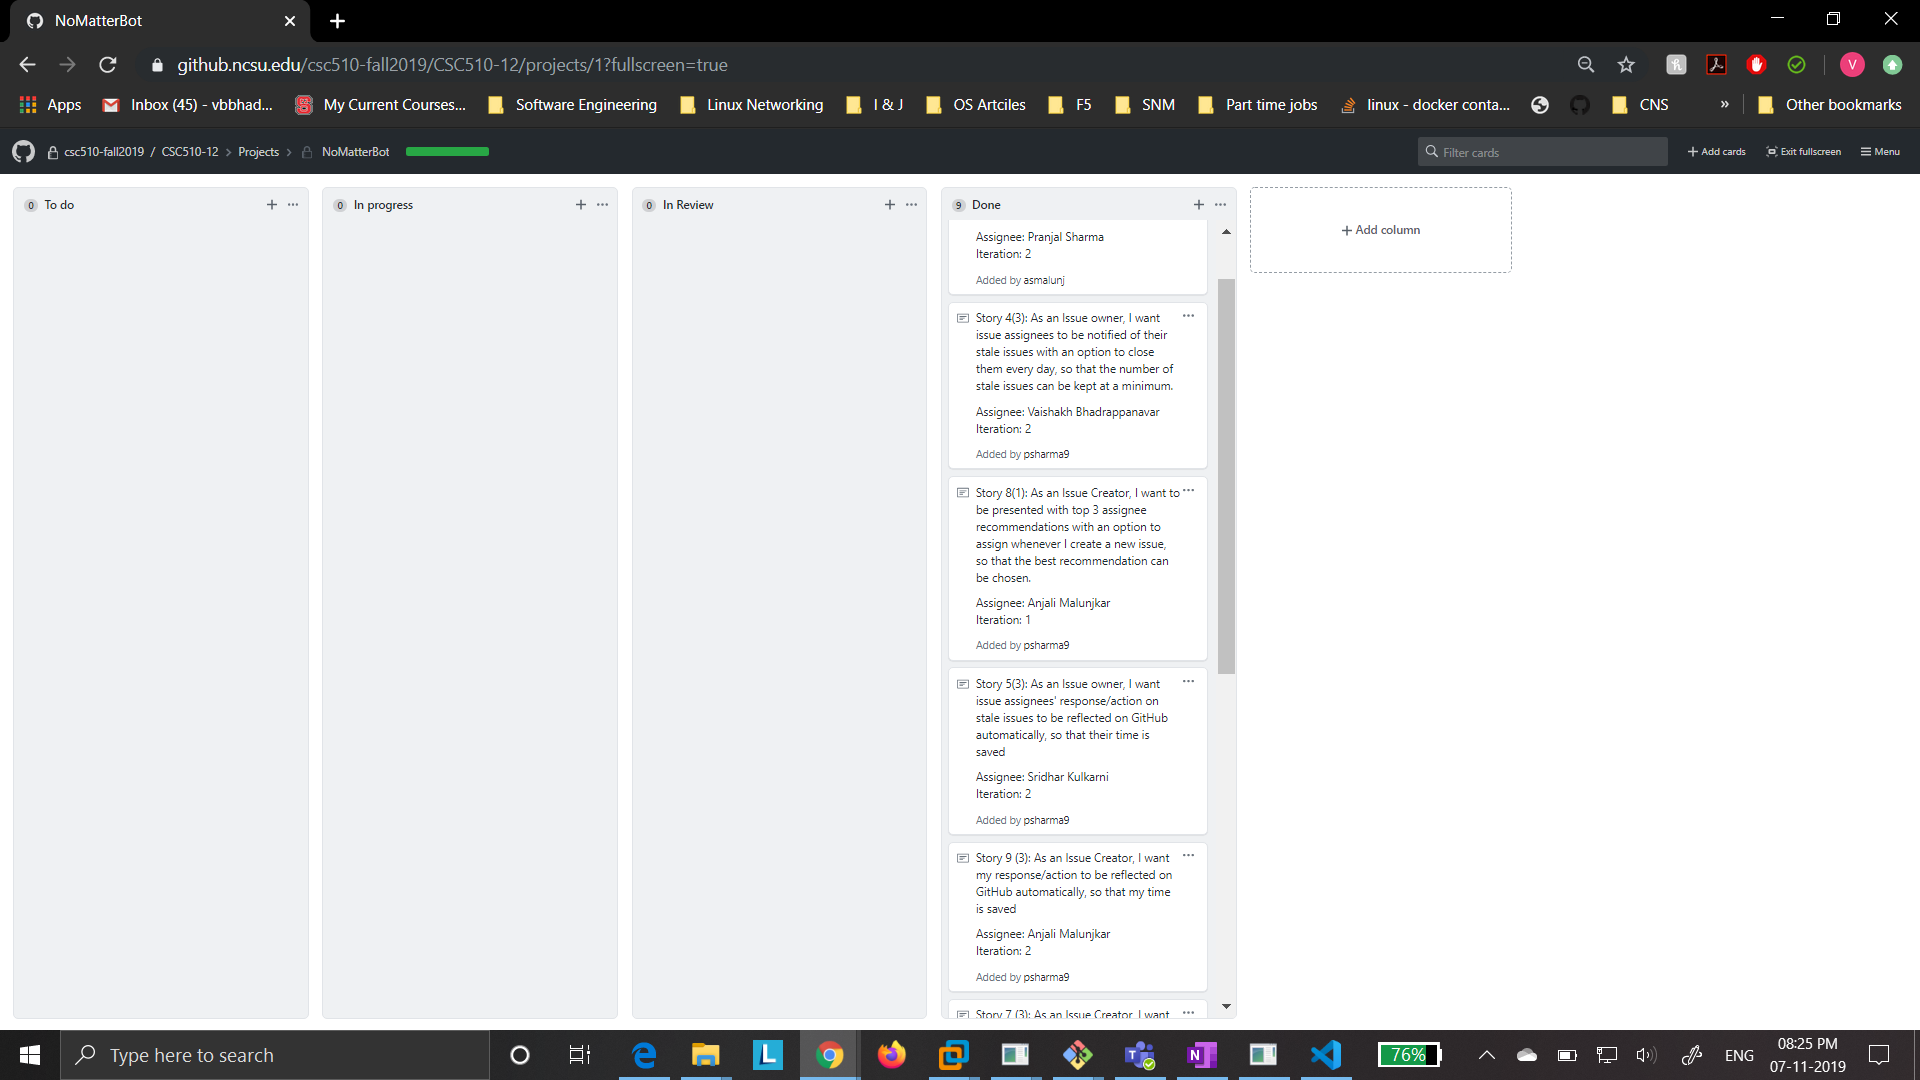 NoMatterBot
github.ncsu.edu/csc510-fall2019/CSC510-12/projects/1?fullscreen=true
V
Apps
Inbox (45) - vbbhad...
My Current Courses...
Software Engineering
Linux Networking
I & J
OS Artciles
F5
SNM
Part time jobs
linux - docker conta...
CNS
»
Other bookmarks
csc510-fall2019 / CSC510-12 > Projects > NoMatterBot
Filter cards
Add cards
Exit fullscreen
Menu
0 To do
0 In progress
0 In Review
9 Done
Assignee: Pranjal Sharma
Iteration: 2
Added by asmalunj
Story 4(3): As an Issue owner, I want
issue assignees to be notified of their
stale issues with an option to close
them every day, so that the number of
stale issues can be kept at a minimum.
Assignee: Vaishakh Bhadrappanavar
Iteration: 2
Added by psharma9
Story 8(1): As an Issue Creator, I want to
be presented with top 3 assignee
recommendations with an option to
assign whenever I create a new issue,
so that the best recommendation can
be chosen.
Assignee: Anjali Malunjkar
Iteration: 1
Added by psharma9
Story 5(3): As an Issue owner, I want
issue assignees' response/action on
stale issues to be reflected on GitHub
automatically, so that their time is
saved
Assignee: Sridhar Kulkarni
Iteration: 2
Added by psharma9
Story 9 (3): As an Issue Creator, I want
my response/action to be reflected on
GitHub automatically, so that my time
is saved
Assignee: Anjali Malunjkar
Iteration: 2
Added by psharma9
Story 7 (3): As an Issue Creator, I want
+ Add column
Type here to search
76%
ENG
08:25 PM
07-11-2019